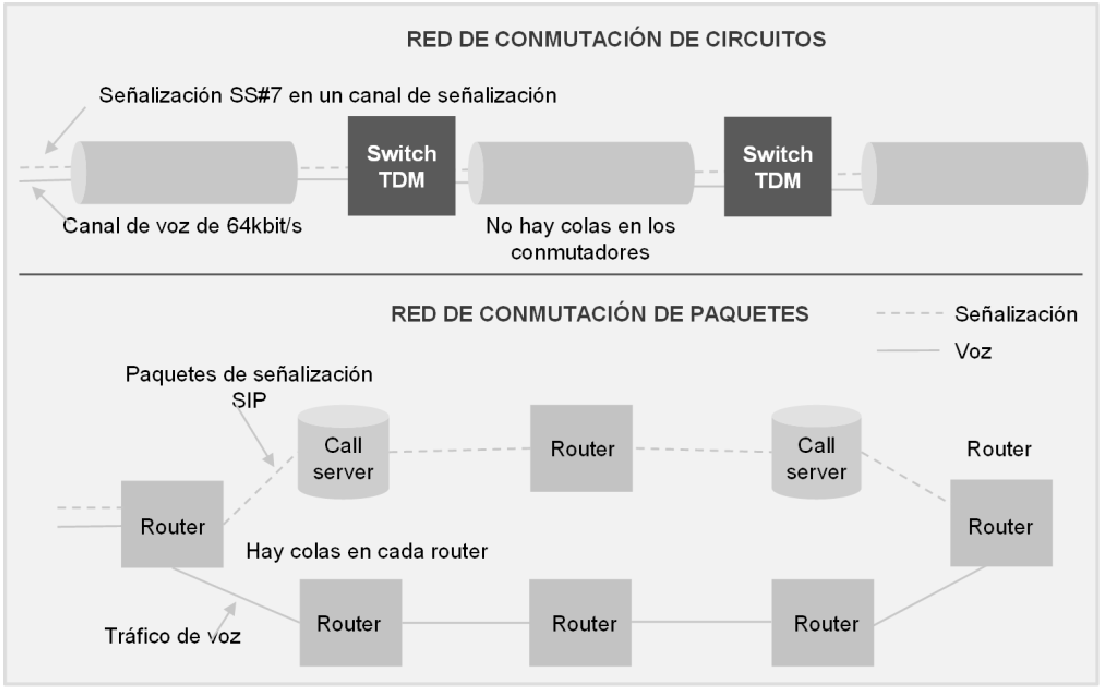 RED DE CONMUTACIÓN DE CIRCUITOS
Señalización SS#7 en un canal de señalización
Switch
TDM
Switch
TDM
Canal de voz de 64kbit/s
No hay colas en los
conmutadores
RED DE CONMUTACIÓN DE PAQUETES
Señalización
Voz
Paquetes de señalización
SIP
Call
server
Router
Call
server
Router
Router
Router
Hay colas en cada router
Router
Router
Router
Tráfico de voz